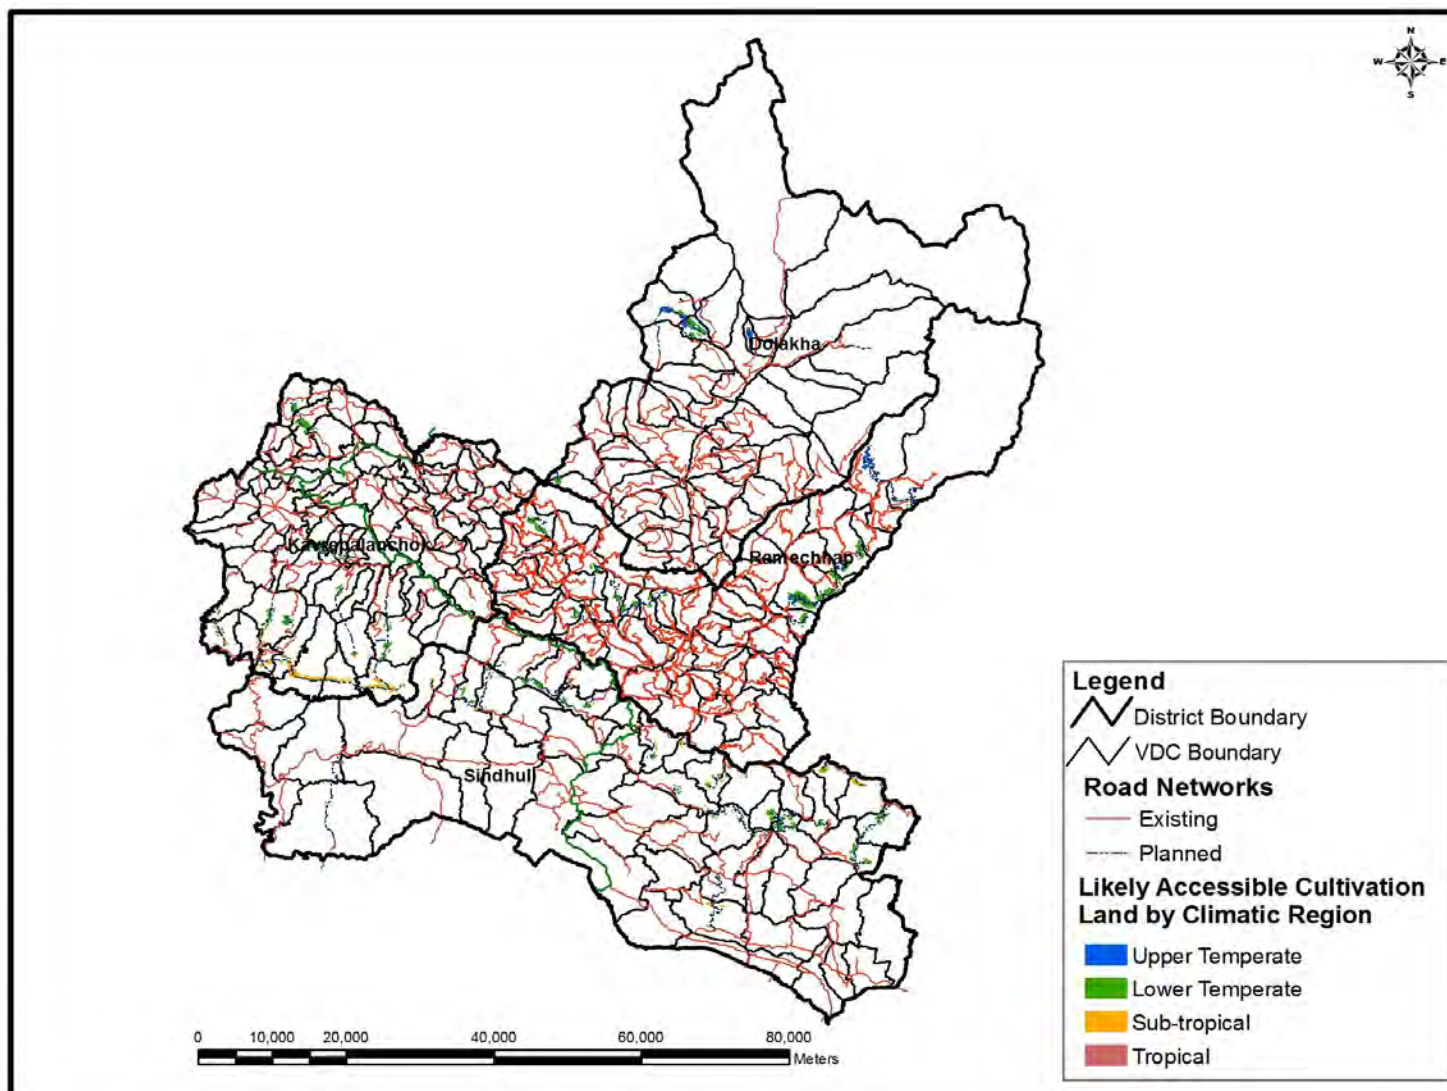 N
W E
S
Dolakha
Kavrepalanchok
Ramechhap
Sindhuli
Legend
District Boundary
VDC Boundary
Road Networks
Existing
Planned
Likely Accessible Cultivation
Land by Climatic Region
Upper Temperate
Lower Temperate
Sub-tropical
Tropical
0 10,000 20,000 40,000 60,000 80,000
Meters